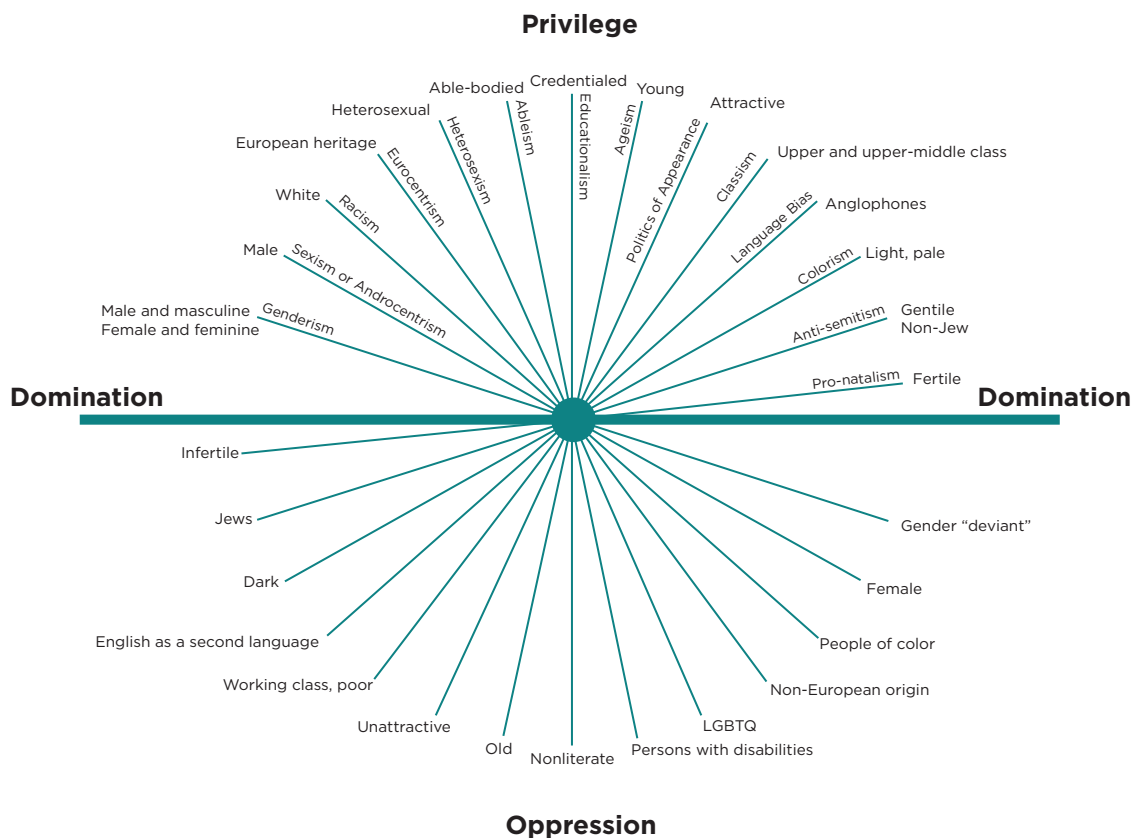 Privilege
Credentialed
Able-bodied
Young
Attractive
Heterosexual
European heritage
Upper and upper-middle class
White
Anglophones
Male
Light, pale
Male and masculine
Female and feminine
Gentile
Non-Jew
Fertile
Genderism
Sexism or Androcentrism
Racism
Eurocentrism
Heterosexism
Ableism
Educationalism
Ageism
Politics of Appearance
Classism
Language Bias
Colorism
Anti-semitism
Pro-natalism
Domination
Domination
Infertile
Jews
Gender “deviant”
Dark
Female
English as a second language
People of color
Working class, poor
Non-European origin
Unattractive
LGBTQ
Old
Persons with disabilities
Nonliterate
Oppression